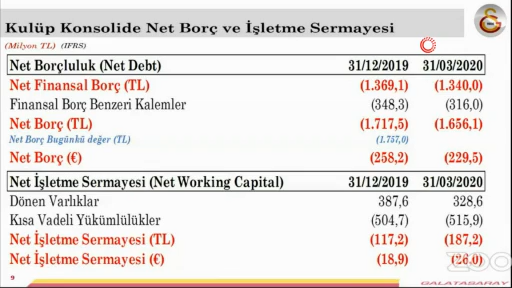 Kulüp Konsolide Net Borç ve İşletme Sermayesi
(Milyon TL) (IFRS)
Net Borçluluk (Net Debt) 31/12/2019 31/03/2020
Net Finansal Borç (TL) (1.369,1) (1.340,0)
Finansal Borç Benzeri Kalemler (348,3) (316,0)
Net Borç (TL) (1.717,5) (1.656,1)
Net Borç Bugünkü değer (TL) (1.757,0)
Net Borç (€) (258,2) (229,5)
Net İşletme Sermayesi (Net Working Capital) 31/12/2019 31/03/2020
Dönen Varlıklar 387,6 328,6
Kısa Vadeli Yükümlülükler (504,7) (515,9)
Net İşletme Sermayesi (TL) (117,2) (187,2)
Net İşletme Sermayesi (€) (18,9) (26,0)
9
GALATASARAY